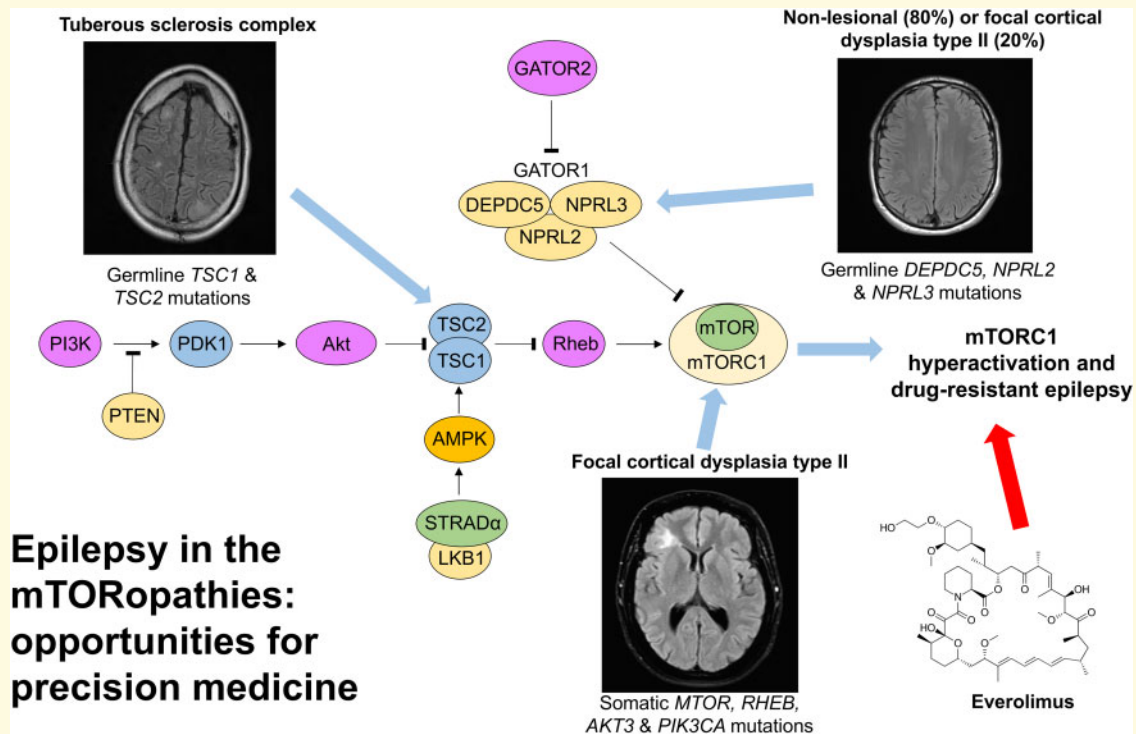 Tuberous sclerosis complex
Non-lesional (80%) or focal cortical
dysplasia type II (20%)
GATOR2
GATOR1
DEPDC5
NPRL3
NPRL2
Germline TSC1 &
TSC2 mutations
Germline DEPDC5, NPRL2
& NPRL3 mutations
PI3K
PDK1
Akt
TSC2
TSC1
Rheb
mTOR
mTORC1
mTORC1
hyperactivation and
drug-resistant epilepsy
PTEN
AMPK
STRADα
LKB1
Focal cortical dysplasia type II
Somatic MTOR, RHEB,
AKT3 & PIK3CA mutations
Epilepsy in the
mTORopathies:
opportunities for
precision medicine
HO
O
O
O
O
N
O
O
O
HO
O
O
O
OH
O
O
Everolimus